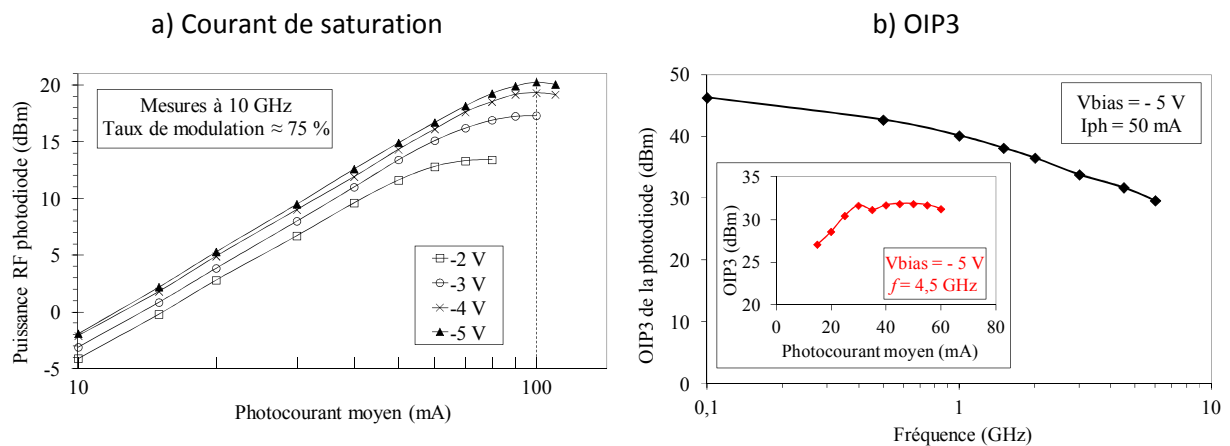 a) Courant de saturation
Puissance RF photodiode (dBm)
20
15
10
5
0
-5
Mesures à 10 GHz
Taux de modulation ≈ 75 %
-2 V
-3 V
-4 V
-5 V
10
100
Photocourant moyen (mA)
b) OIP3
OIP3 de la photodiode (dBm)
50
40
30
20
10
0
Vbias = - 5 V
Iph = 50 mA
OIP3 (dBm)
35
30
25
20
Vbias = - 5 V
f = 4,5 GHz
0 20 40 60 80
Photocourant moyen (mA)
0,1 1 10
Fréquence (GHz)